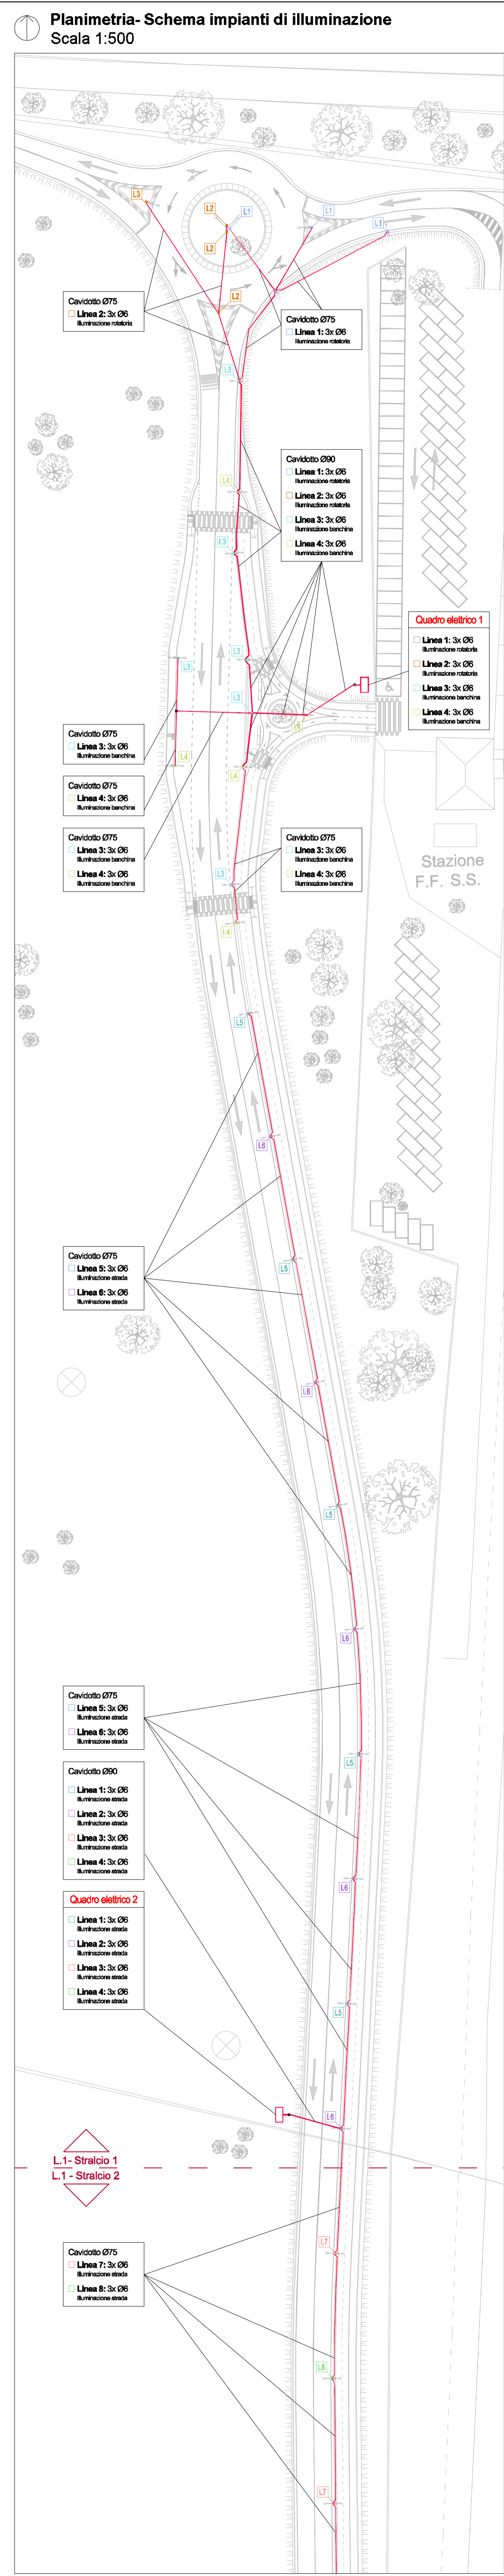 Planimetria- Schema impianti di illuminazione
Scala 1:500
L3
L2
L1
L1
L1
L2
L2
Cavidotto Ø75
Linea 2: 3x Ø6
Illuminazione rotatoria
Cavidotto Ø75
Linea 1: 3x Ø6
Illuminazione rotatoria
L3
Cavidotto Ø90
Linea 1: 3x Ø6
Illuminazione rotatoria
Linea 2: 3x Ø6
Illuminazione rotatoria
Linea 3: 3x Ø6
Illuminazione banchina
Linea 4: 3x Ø6
Illuminazione banchina
L4
L3
Quadro elettrico 1
Linea 1: 3x Ø6
Illuminazione rotatoria
Linea 2: 3x Ø6
Illuminazione rotatoria
Linea 3: 3x Ø6
Illuminazione banchina
Linea 4: 3x Ø6
Illuminazione banchina
L3
L3
L3
Cavidotto Ø75
Linea 3: 3x Ø6
Illuminazione banchina
L4
L4
Cavidotto Ø75
Linea 4: 3x Ø6
Illuminazione banchina
Cavidotto Ø75
Linea 3: 3x Ø6
Illuminazione banchina
Linea 4: 3x Ø6
Illuminazione banchina
Cavidotto Ø75
Linea 3: 3x Ø6
Illuminazione banchina
Linea 4: 3x Ø6
Illuminazione banchina
Stazione
F.F. S.S.
L3
L4
L5
L6
Cavidotto Ø75
Linea 5: 3x Ø6
Illuminazione strada
Linea 6: 3x Ø6
Illuminazione strada
L5
L6
L5
L6
Cavidotto Ø75
Linea 5: 3x Ø6
Illuminazione strada
Linea 6: 3x Ø6
Illuminazione strada
L5
Cavidotto Ø90
Linea 1: 3x Ø6
Illuminazione strada
Linea 2: 3x Ø6
Illuminazione strada
Linea 3: 3x Ø6
Illuminazione strada
Linea 4: 3x Ø6
Illuminazione strada
L6
Quadro elettrico 2
Linea 1: 3x Ø6
Illuminazione strada
Linea 2: 3x Ø6
Illuminazione strada
Linea 3: 3x Ø6
Illuminazione strada
Linea 4: 3x Ø6
Illuminazione strada
L5
L6
L.1- Stralcio 1
L.1 - Stralcio 2
L7
Cavidotto Ø75
Linea 7: 3x Ø6
Illuminazione strada
Linea 8: 3x Ø6
Illuminazione strada
L8
L7